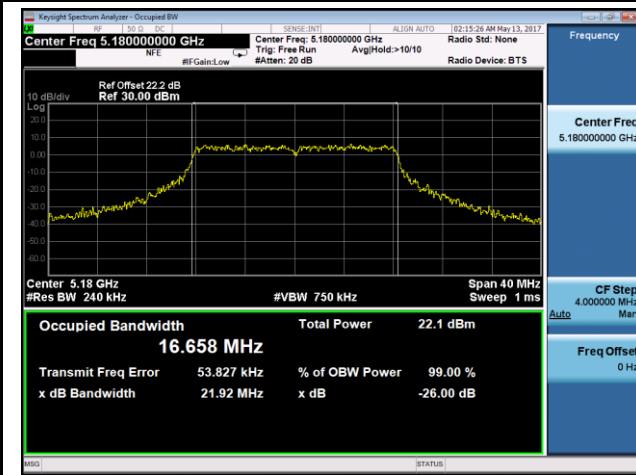 Keysight Spectrum Analyzer - Occupied BW
RF 50 Ω DC SENSE:INT ALIGN AUTO 02:15:26 AM May 13, 2017
Center Freq 5.180000000 GHz Center Freq: 5.180000000 GHz Radio Std: None Frequency
NFE Trig: Free Run Avg|Hold:>10/10
#IFGain:Low #Atten: 20 dB Radio Device: BTS
Ref Offset 22.2 dB
10 dB/div Ref 30.00 dBm
Log
20.0
10.0
0.00
-10.0
-20.0
-30.0
-40.0
-50.0
-60.0
Center Freq
5.180000000 GHz
Center 5.18 GHz Span 40 MHz
#Res BW 240 kHz #VBW 750 kHz Sweep 1 ms
CF Step
4.000000 MHz
Auto Man
Occupied Bandwidth Total Power 22.1 dBm
16.658 MHz
Transmit Freq Error 53.827 kHz % of OBW Power 99.00 %
x dB Bandwidth 21.92 MHz x dB -26.00 dB
Freq Offset
0 Hz
MSG STATUS